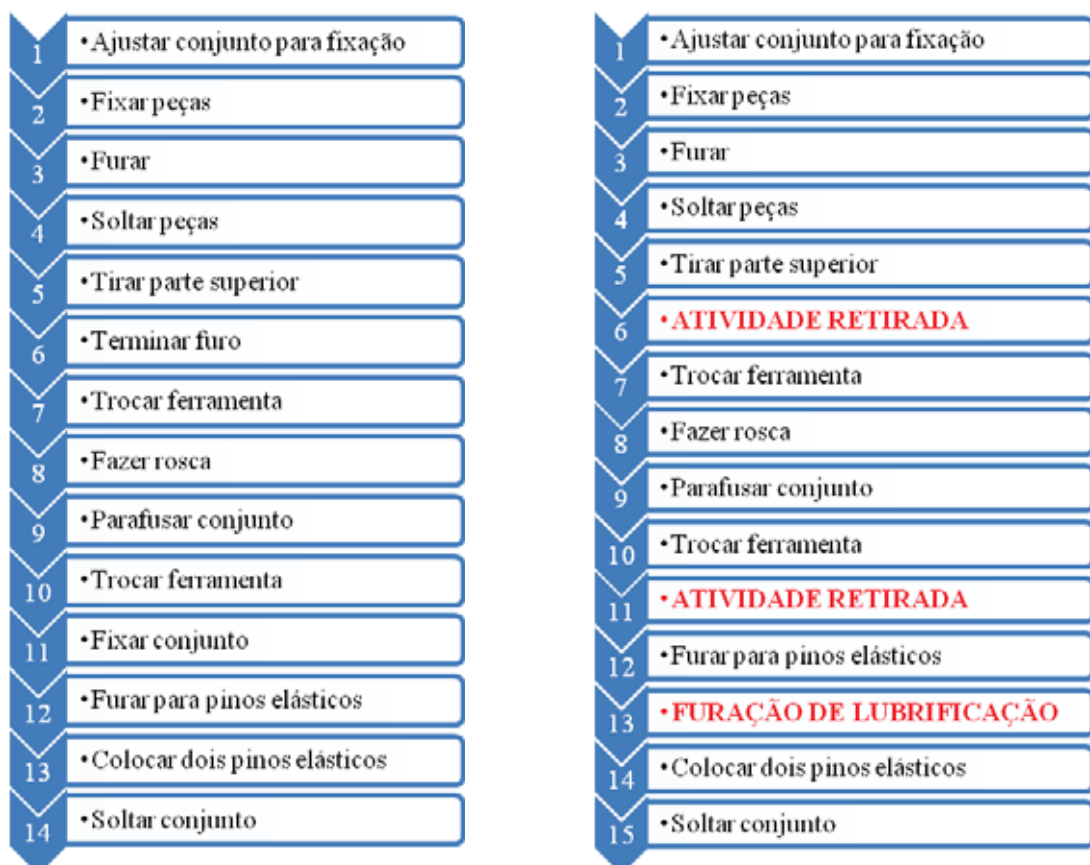 1 •Ajustar conjunto para fixação
2 •Fixar peças
3 •Furar
4 •Soltar peças
5 •Tirar parte superior
6 •Terminar furo
7 •Trocar ferramenta
8 •Fazer rosca
9 •Parafusar conjunto
10 •Trocar ferramenta
11 •Fixar conjunto
12 •Furar para pinos elásticos
13 •Colocar dois pinos elásticos
14 •Soltar conjunto
1 •Ajustar conjunto para fixação
2 •Fixar peças
3 •Furar
4 •Soltar peças
5 •Tirar parte superior
6 •ATIVIDADE RETIRADA
7 •Trocar ferramenta
8 •Fazer rosca
9 •Parafusar conjunto
10 •Trocar ferramenta
11 •ATIVIDADE RETIRADA
12 •Furar para pinos elásticos
13 •FURAÇÃO DE LUBRIFICAÇÃO
14 •Colocar dois pinos elásticos
15 •Soltar conjunto